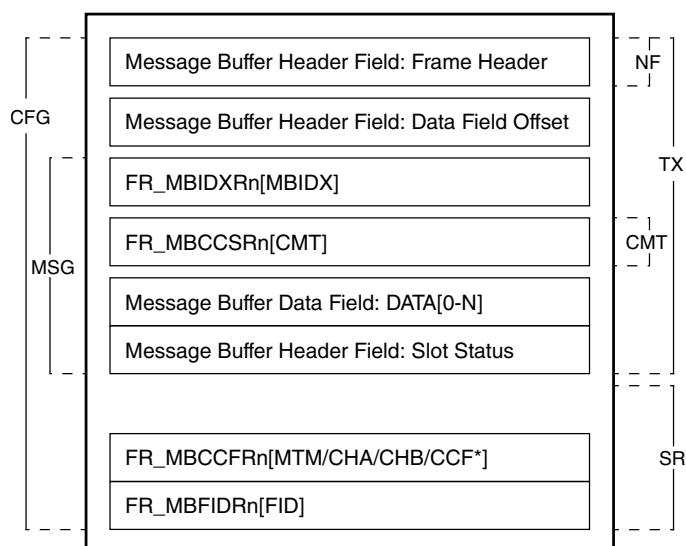 Message Buffer Header Field: Frame Header
NF
CFG
Message Buffer Header Field: Data Field Offset
TX
FR_MBIDXRn[MBIDX]
FR_MBCCSRn[CMT]
CMT
MSG
Message Buffer Data Field: DATA[0-N]
Message Buffer Header Field: Slot Status
FR_MBCCFRn[MTM/CHA/CHB/CCF*]
SR
FR_MBFIDRn[FID]